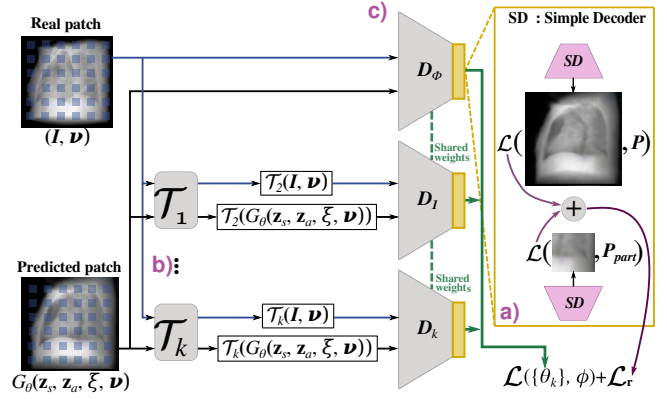 Real patch
(I, ν)
Predicted patch
G_θ(z_s, z_a, ξ, ν)
b)
⋮
𝒯_1
𝒯_k
𝒯_2(I, ν)
𝒯_2(G_θ(z_s, z_a, ξ, ν))
𝒯_k(I, ν)
𝒯_k(G_θ(z_s, z_a, ξ, ν))
c)
D_Φ
D_1
D_k
Shared
weights
Shared
weights
a)
SD : Simple Decoder
SD
ℒ( , P)
+
ℒ( , P_part)
SD
ℒ({θ_k}, ϕ)+ℒ_r